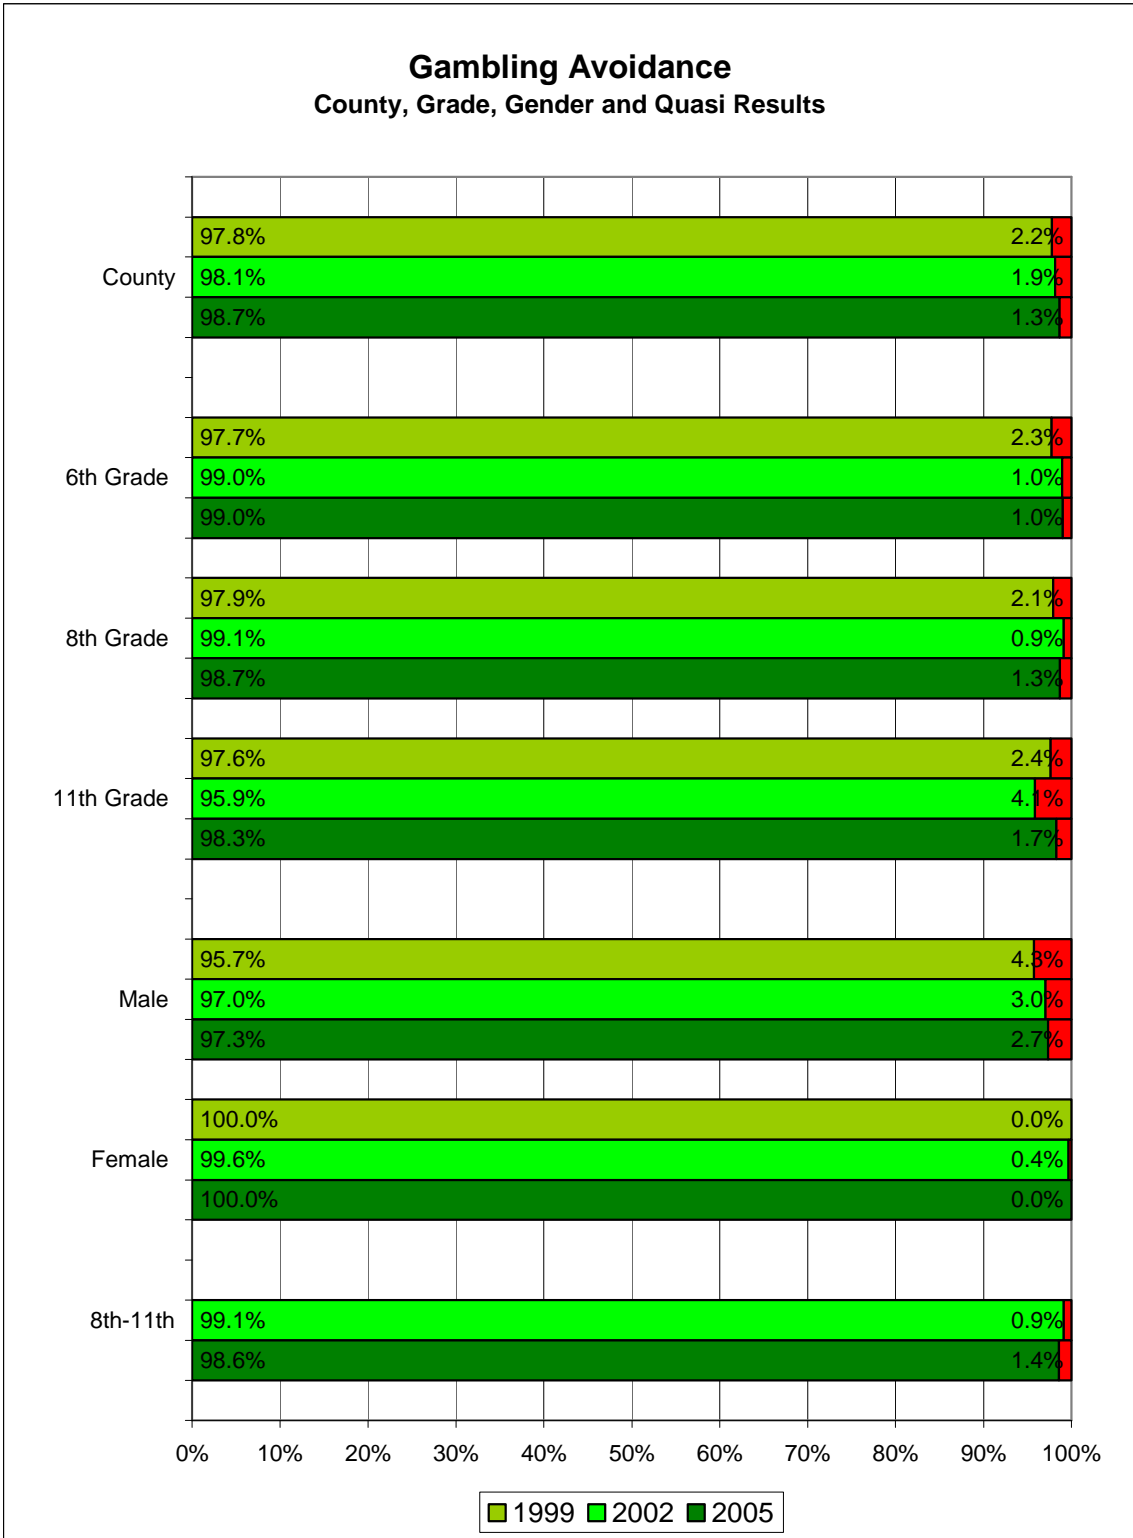 Gambling Avoidance
County, Grade, Gender and Quasi Results
97.8% 2.2%
County 98.1% 1.9%
98.7% 1.3%
97.7% 2.3%
6th Grade 99.0% 1.0%
99.0% 1.0%
97.9% 2.1%
8th Grade 99.1% 0.9%
98.7% 1.3%
97.6% 2.4%
11th Grade 95.9% 4.1%
98.3% 1.7%
95.7% 4.3%
Male 97.0% 3.0%
97.3% 2.7%
100.0% 0.0%
Female 99.6% 0.4%
100.0% 0.0%
8th-11th 99.1% 0.9%
98.6% 1.4%
0% 10% 20% 30% 40% 50% 60% 70% 80% 90% 100%
1999 2002 2005